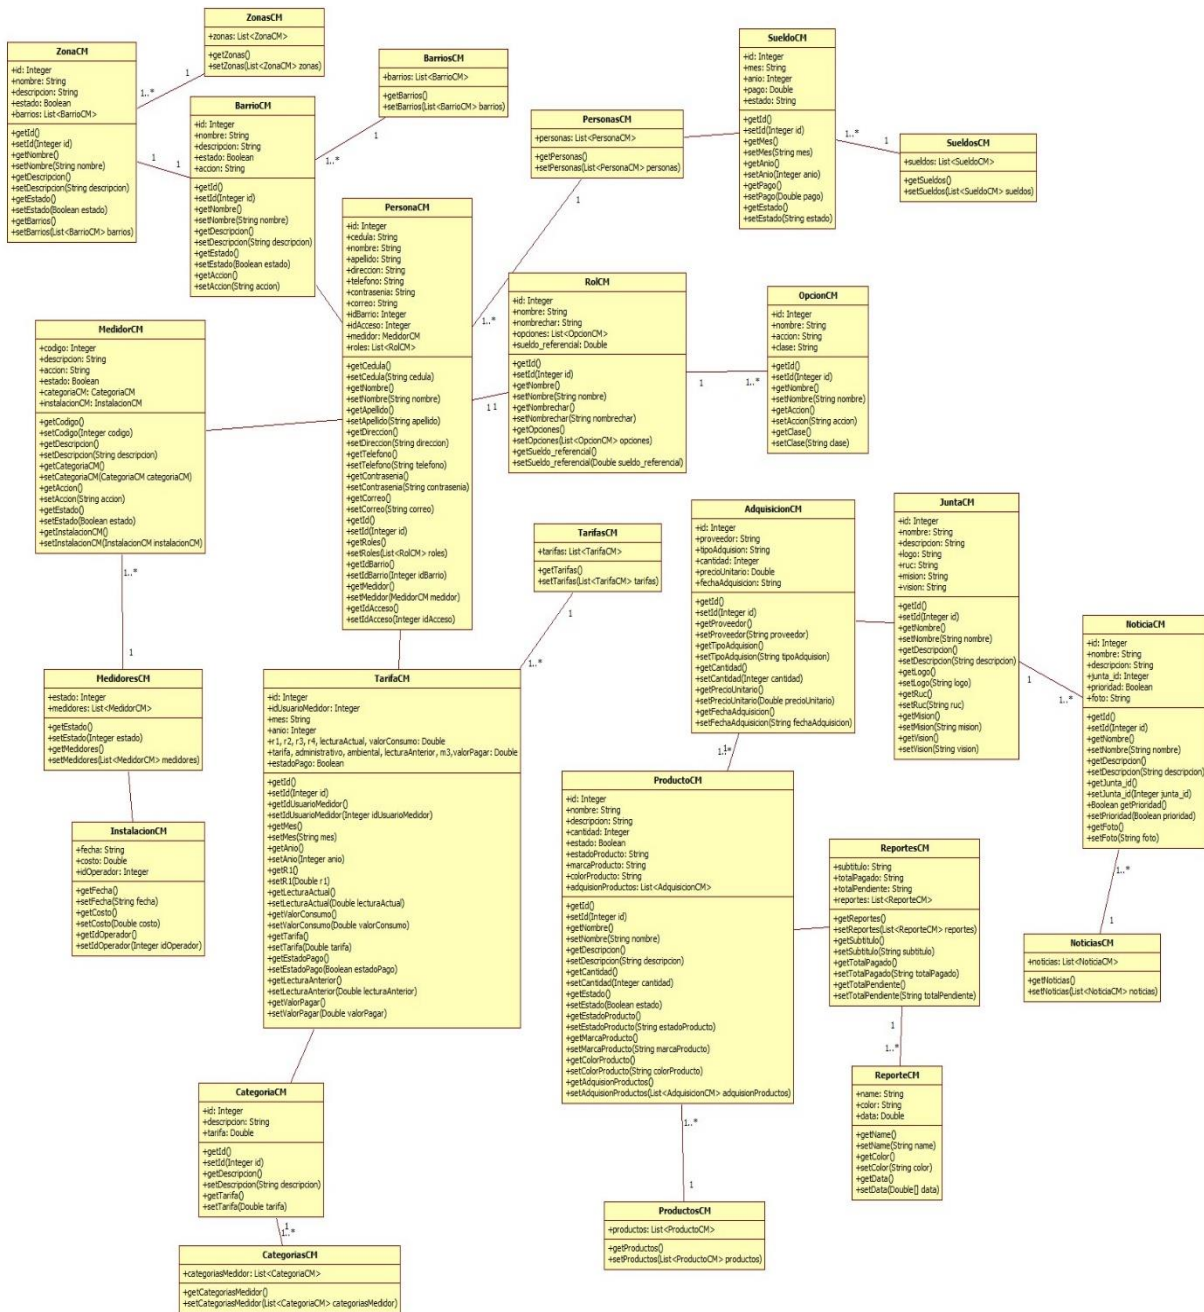 ZonasCM
+zonas: List<ZonaCM>
+getZonas()
+setZonas(List<ZonaCM> zonas)
1
1..*
ZonaCM
+id: Integer
+nombre: String
+descripcion: String
+estado: Boolean
+barrios: List<BarrioCM>
+getId()
+setId(Integer id)
+getNombre()
+setNombre(String nombre)
+getDescripcion()
+setDescripcion(String descripcion)
+getEstado()
+setEstado(Boolean estado)
+getBarrios()
+setBarrios(List<BarrioCM> barrios)
1
1
BarriosCM
+barrios: List<BarrioCM>
+getBarrios()
+setBarrios(List<BarrioCM> barrios)
1
1..*
BarrioCM
+id: Integer
+nombre: String
+descripcion: String
+estado: Boolean
+accion: String
+getId()
+setId(Integer id)
+getNombre()
+setNombre(String nombre)
+getDescripcion()
+setDescripcion(String descripcion)
+getEstado()
+setEstado(Boolean estado)
+getAccion()
+setAccion(String accion)
PersonasCM
+personas: List<PersonaCM>
+getPersonas()
+setPersonas(List<PersonaCM> personas)
1
1..*
SueldoCM
+id: Integer
+mes: String
+anio: Integer
+pago: Double
+estado: String
+getId()
+setId(Integer id)
+getMes()
+setMes(String mes)
+getAnio()
+setAnio(Integer anio)
+getPago()
+setPago(Double pago)
+getEstado()
+setEstado(String estado)
1..*
1
SueldosCM
+sueldos: List<SueldoCM>
+getSueldos()
+setSueldos(List<SueldoCM> sueldos)
PersonaCM
+id: Integer
+cedula: String
+nombre: String
+apellido: String
+direccion: String
+telefono: String
+contrasenia: String
+correo: String
+idBarrio: Integer
+idAcceso: Integer
+medidor: MedidorCM
+roles: List<RolCM>
+getCedula()
+setCedula(String cedula)
+getNombre()
+setNombre(String nombre)
+getApellido()
+setApellido(String apellido)
+getDireccion()
+setDireccion(String direccion)
+getTelefono()
+setTelefono(String telefono)
+getContrasenia()
+setContrasenia(String contrasenia)
+getCorreo()
+setCorreo(String correo)
+getId()
+setId(Integer id)
+getRoles()
+setRoles(List<RolCM> roles)
+getIdBarrio()
+setIdBarrio(Integer idBarrio)
+getMedidor()
+setMedidor(MedidorCM medidor)
+getIdAcceso()
+setIdAcceso(Integer idAcceso)
1 1
RolCM
+id: Integer
+nombre: String
+nombrechar: String
+opciones: List<OpcionCM>
+sueldo_referencial: Double
+getId()
+setId(Integer id)
+getNombre()
+setNombre(String nombre)
+getNombrechar()
+setNombrechar(String nombrechar)
+getOpciones()
+setOpciones(List<OpcionCM> opciones)
+getSueldo_referencial()
+setSueldo_referencial(Double sueldo_referencial)
1
1..*
OpcionCM
+id: Integer
+nombre: String
+accion: String
+clase: String
+getId()
+setId(Integer id)
+getNombre()
+setNombre(String nombre)
+getAccion()
+setAccion(String accion)
+getClase()
+setClase(String clase)
MedidorCM
+codigo: Integer
+descripcion: String
+accion: String
+estado: Boolean
+categoriaCM: CategoriaCM
+instalacionCM: InstalacionCM
+getCodigo()
+setCodigo(Integer codigo)
+getDescripcion()
+setDescripcion(String descripcion)
+getCategoriaCM()
+setCategoriaCM(CategoriaCM categoriaCM)
+getAccion()
+setAccion(String accion)
+getEstado()
+setEstado(Boolean estado)
+getInstalacionCM()
+setInstalacionCM(InstalacionCM instalacionCM)
1..*
1
MedidoresCM
+estado: Integer
+medidores: List<MedidorCM>
+getEstado()
+setEstado(Integer estado)
+getMedidores()
+setMedidores(List<MedidorCM> medidores)
InstalacionCM
+fecha: String
+costo: Double
+idOperador: Integer
+getFecha()
+setFecha(String fecha)
+getCosto()
+setCosto(Double costo)
+getIdOperador()
+setIdOperador(Integer idOperador)
TarifasCM
+tarifas: List<TarifaCM>
+getTarifas()
+setTarifas(List<TarifaCM> tarifas)
1
1..*
TarifaCM
+id: Integer
+idUsuarioMedidor: Integer
+mes: String
+anio: Integer
+r1, r2, r3, r4, lecturaActual, valorConsumo: Double
+tarifa, administrativo, ambiental, lecturaAnterior, m3,valorPagar: Double
+estadoPago: Boolean
+getId()
+setId(Integer id)
+getIdUsuarioMedidor()
+setIdUsuarioMedidor(Integer idUsuarioMedidor)
+getMes()
+setMes(String mes)
+getAnio()
+setAnio(Integer anio)
+getR1()
+setR1(Double r1)
+getLecturaActual()
+setLecturaActual(Double lecturaActual)
+getValorConsumo()
+setValorConsumo(Double valorConsumo)
+getTarifa()
+setTarifa(Double tarifa)
+getEstadoPago()
+setEstadoPago(Boolean estadoPago)
+getLecturaAnterior()
+setLecturaAnterior(Double lecturaAnterior)
+getValorPagar()
+setValorPagar(Double valorPagar)
CategoriaCM
+id: Integer
+descripcion: String
+tarifa: Double
+getId()
+setId(Integer id)
+getDescripcion()
+setDescripcion(String descripcion)
+getTarifa()
+setTarifa(Double tarifa)
1
1..*
CategoriasCM
+categoriasMedidor: List<CategoriaCM>
+getCategoriasMedidor()
+setCategoriasMedidor(List<CategoriaCM> categoriasMedidor)
AdquisicionCM
+id: Integer
+proveedor: String
+tipoAdquision: String
+cantidad: Integer
+precioUnitario: Double
+fechaAdquisicion: String
+getId()
+setId(Integer id)
+getProveedor()
+setProveedor(String proveedor)
+getTipoAdquision()
+setTipoAdquision(String tipoAdquision)
+getCantidad()
+setCantidad(Integer cantidad)
+getPrecioUnitario()
+setPrecioUnitario(Double precioUnitario)
+getFechaAdquisicion()
+setFechaAdquisicion(String fechaAdquisicion)
1
1..*
JuntaCM
+id: Integer
+nombre: String
+descripcion: String
+logo: String
+ruc: String
+mision: String
+vision: String
+getId()
+setId(Integer id)
+getNombre()
+setNombre(String nombre)
+getDescripcion()
+setDescripcion(String descripcion)
+getLogo()
+setLogo(String logo)
+getRuc()
+setRuc(String ruc)
+getMision()
+setMision(String mision)
+getVision()
+setVision(String vision)
1
1..*
NoticiaCM
+id: Integer
+nombre: String
+descripcion: String
+junta_id: Integer
+prioridad: Boolean
+foto: String
+getId()
+setId(Integer id)
+getNombre()
+setNombre(String nombre)
+getDescripcion()
+setDescripcion(String descripcion)
+getJunta_id()
+setJunta_id(Integer junta_id)
+Boolean getPrioridad()
+setPrioridad(Boolean prioridad)
+getFoto()
+setFoto(String foto)
1..*
1
NoticiasCM
+noticias: List<NoticiaCM>
+getNoticias()
+setNoticias(List<NoticiaCM> noticias)
ProductoCM
+id: Integer
+nombre: String
+descripcion: String
+cantidad: Integer
+estado: Boolean
+estadoProducto: String
+marcaProducto: String
+colorProducto: String
+adquisionProductos: List<AdquisicionCM>
+getId()
+setId(Integer id)
+getNombre()
+setNombre(String nombre)
+getDescripcion()
+setDescripcion(String descripcion)
+getCantidad()
+setCantidad(Integer cantidad)
+getEstado()
+setEstado(Boolean estado)
+getEstadoProducto()
+setEstadoProducto(String estadoProducto)
+getMarcaProducto()
+setMarcaProducto(String marcaProducto)
+getColorProducto()
+setColorProducto(String colorProducto)
+getAdquisionProductos()
+setAdquisionProductos(List<AdquisicionCM> adquisionProductos)
1..*
1
ProductosCM
+productos: List<ProductoCM>
+getProductos()
+setProductos(List<ProductoCM> productos)
ReportesCM
+subtitulo: String
+totalPagado: String
+totalPendiente: String
+reportes: List<ReporteCM>
+getReportes()
+setReportes(List<ReporteCM> reportes)
+getSubtitulo()
+setSubtitulo(String subtitulo)
+getTotalPagado()
+setTotalPagado(String totalPagado)
+getTotalPendiente()
+setTotalPendiente(String totalPendiente)
1
1..*
ReporteCM
+name: String
+color: String
+data: Double
+getName()
+setName(String name)
+getColor()
+setColor(String color)
+getData()
+setData(Double[] data)